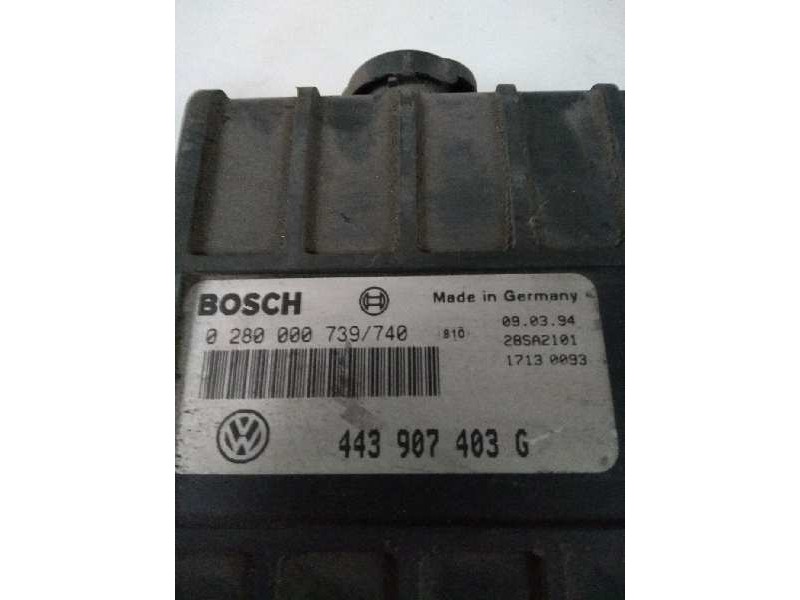 BOSCH
Made in Germany
0 280 000 739/740
810
09.03.94
28SA2101
1713 0093
443 907 403 G